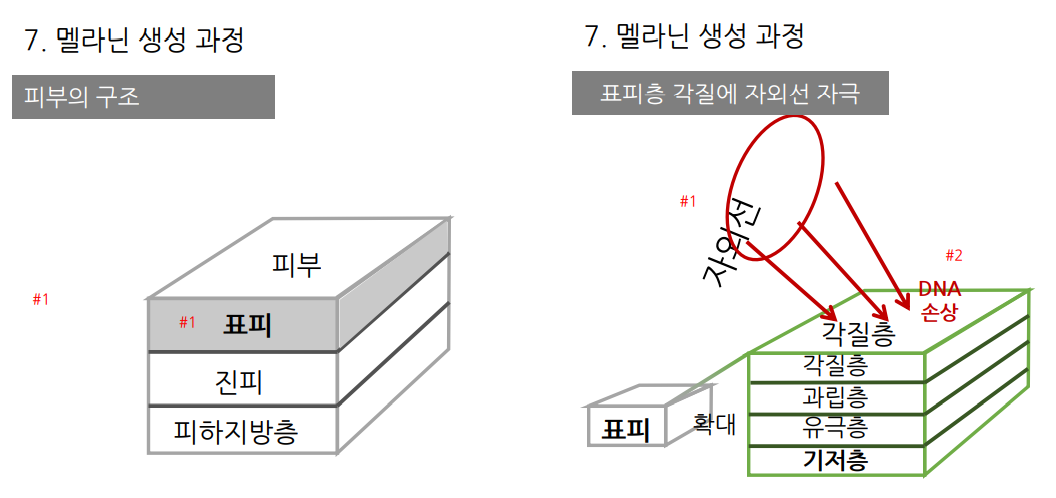 7. 멜라닌 생성 과정
피부의 구조
피부
#1
#1
표피
진피
피하지방층
7. 멜라닌 생성 과정
표피층 각질에 자외선 자극
#1
자외선
#2
DNA
손상
각질층
각질층
과립층
유극층
기저층
표피
확대